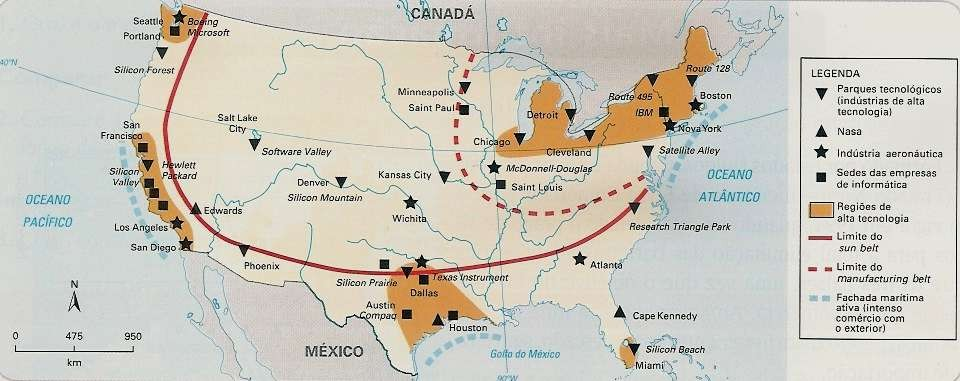 CANADÁ
Seattle
Boeing
Microsoft
Portland
40°N
Silicon Forest
Minneapolis
Saint Paul
Detroit
Route 128
Route 495
Boston
IBM
Nova York
Chicago
Cleveland
Satellite Alley
San
Francisco
Salt Lake
City
Software Valley
Hewlett
Packard
Silicon
Valley
Denver
Silicon Mountain
Kansas City
McDonnell-Douglas
Saint Louis
OCEANO
PACÍFICO
OCEANO
ATLÂNTICO
Edwards
Wichita
Research Triangle Park
Los Angeles
San Diego
Phoenix
Silicon Prairie
Texas Instrument
Dallas
Atlanta
Austin
Compaq
Houston
Cape Kennedy
Silicon Beach
Miami
N
0
475
950
km
MÉXICO
Golfo do México
90°W
LEGENDA
Parques tecnológicos
(indústrias de alta
tecnologia)
Nasa
Indústria aeronáutica
Sedes das empresas
de informática
Regiões de
alta tecnologia
Limite do
sun belt
Limite do
manufacturing belt
Fachada marítima
ativa (intenso
comércio com
o exterior)